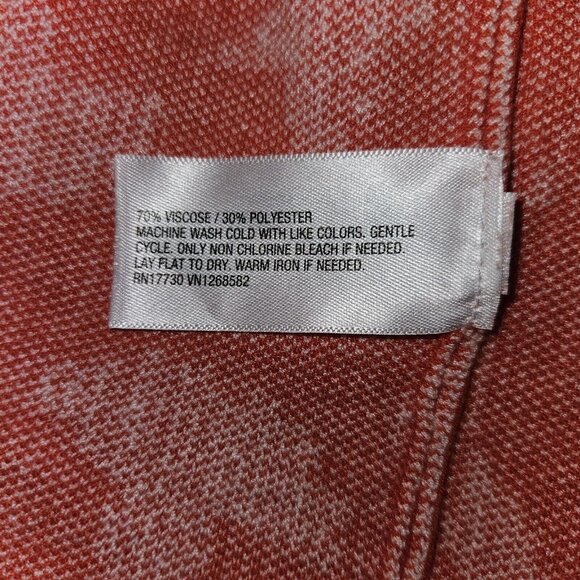 70% VISCOSE / 30% POLYESTER
MACHINE WASH COLD WITH LIKE COLORS. GENTLE
CYCLE. ONLY NON CHLORINE BLEACH IF NEEDED.
LAY FLAT TO DRY. WARM IRON IF NEEDED.
RN17730 VN1268582